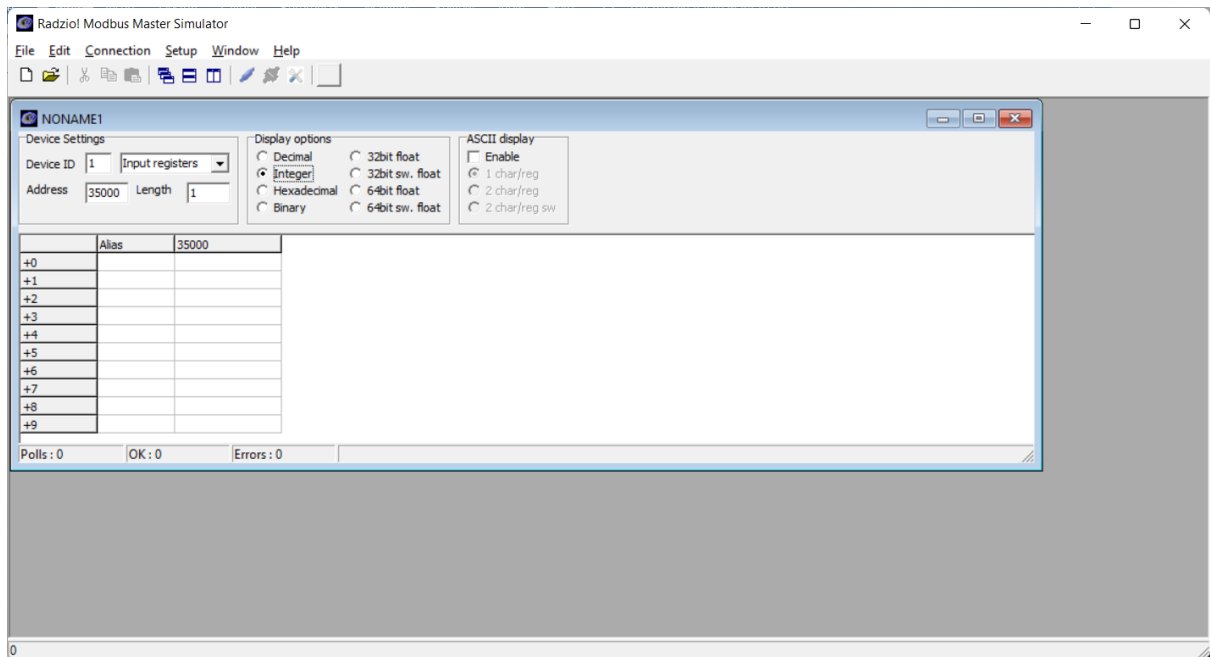 Radzio! Modbus Master Simulator
File Edit Connection Setup Window Help
NONAME1
Device Settings
Device ID 1 Input registers
Address 35000 Length 1
Display options
Decimal 32bit float
Integer 32bit sw. float
Hexadecimal 64bit float
Binary 64bit sw. float
ASCII display
Enable
1 char/reg
2 char/reg
2 char/reg sw
Alias 35000
+0
+1
+2
+3
+4
+5
+6
+7
+8
+9
Polls : 0 OK : 0 Errors : 0
0